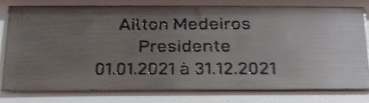 Ailton Medeiros
Presidente
01.01.2021 à 31.12.2021